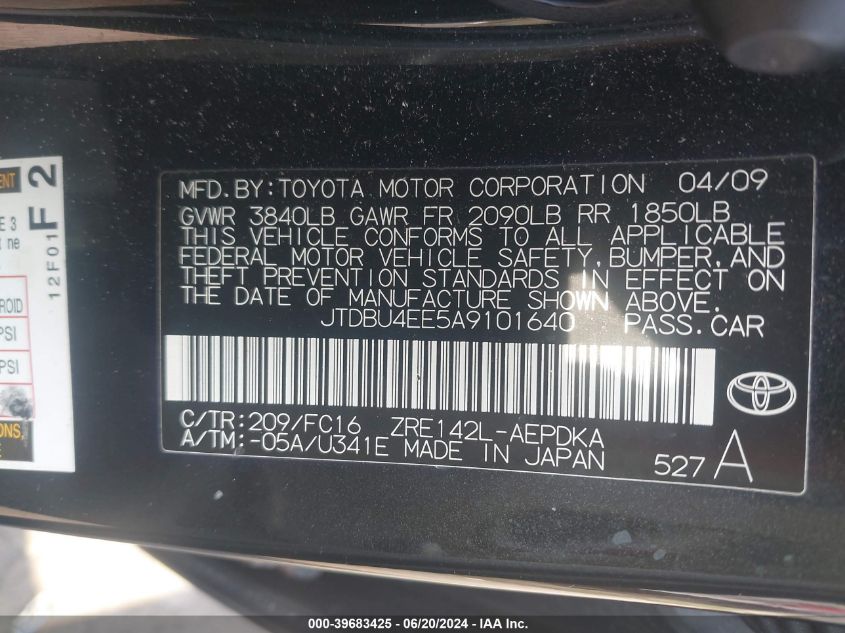 MFD. BY: TOYOTA MOTOR CORPORATION 04/09
GVWR 3840LB GAWR FR 2090LB RR 1850LB
THIS VEHICLE CONFORMS TO ALL APPLICABLE
FEDERAL MOTOR VEHICLE SAFETY, BUMPER, AND
THEFT PREVENTION STANDARDS IN EFFECT ON
THE DATE OF MANUFACTURE SHOWN ABOVE.
JTDBU4EE5A9101640 PASS. CAR
C/TR: 209/FC16 ZRE142L-AEPDKA
A/TM: -05A/U341E MADE IN JAPAN
527 A
F 2
12F01
E 3
t ne
PSI
PSI
IONS,
E
000-39683425 - 06/20/2024 - IAA Inc.